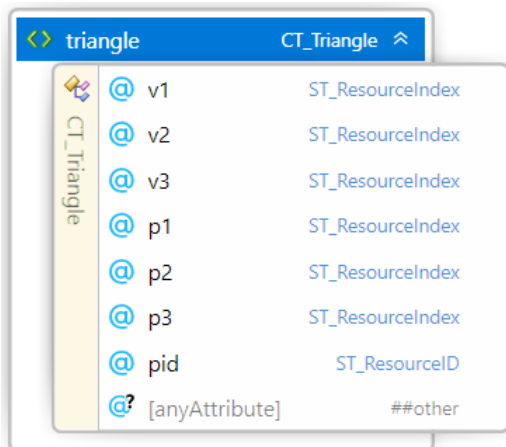 triangle CT_Triangle
CT_Triangle
@ v1 ST_ResourceIndex
@ v2 ST_ResourceIndex
@ v3 ST_ResourceIndex
@ p1 ST_ResourceIndex
@ p2 ST_ResourceIndex
@ p3 ST_ResourceIndex
@ pid ST_ResourceID
@? [anyAttribute] ##other